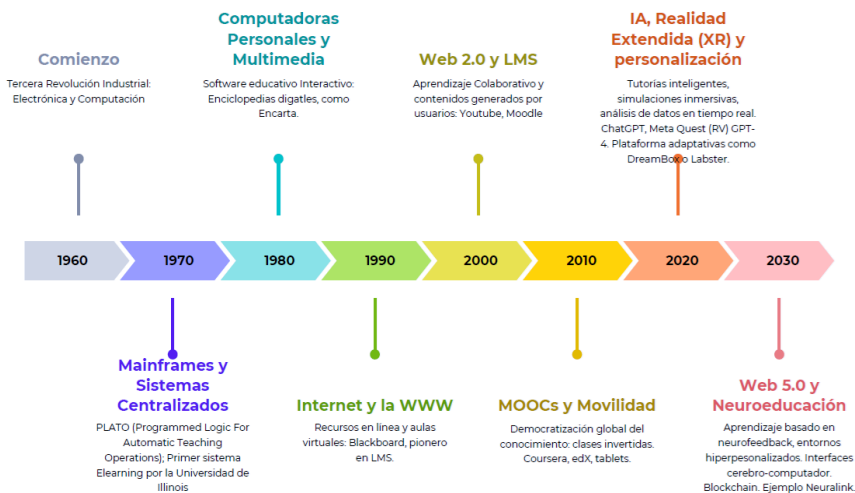 Comienzo
Tercera Revolución Industrial:
Electrónica y Computación
Computadoras
Personales y
Multimedia
Software educativo Interactivo:
Enciclopedias digatles, como
Encarta.
Web 2.0 y LMS
Aprendizaje Colaborativo y
contenidos generados por
usuarios: Youtube, Moodle
IA, Realidad
Extendida (XR) y
personalización
Tutorías inteligentes,
simulaciones inmersivas,
análisis de datos en tiempo real.
ChatGPT, Meta Quest (RV) GPT-
4. Plataforma adaptativas como
DreamBox o Labster.
1960
1970
1980
1990
2000
2010
2020
2030
Mainframes y
Sistemas
Centralizados
PLATO (Programmed Logic For
Automatic Teaching
Operations); Primer sistema
Elearning por la Universidad de
Illinois
Internet y la WWW
Recursos en línea y aulas
virtuales: Blackboard, pionero
en LMS.
MOOCs y Movilidad
Democratización global del
conocimiento: clases invertidas.
Coursera, edX, tablets.
Web 5.0 y
Neuroeducación
Aprendizaje basado en
neurofeedback, entornos
hiperpesonalizados. Interfaces
cerebro-computador.
Blockchain. Ejemplo Neuralink.